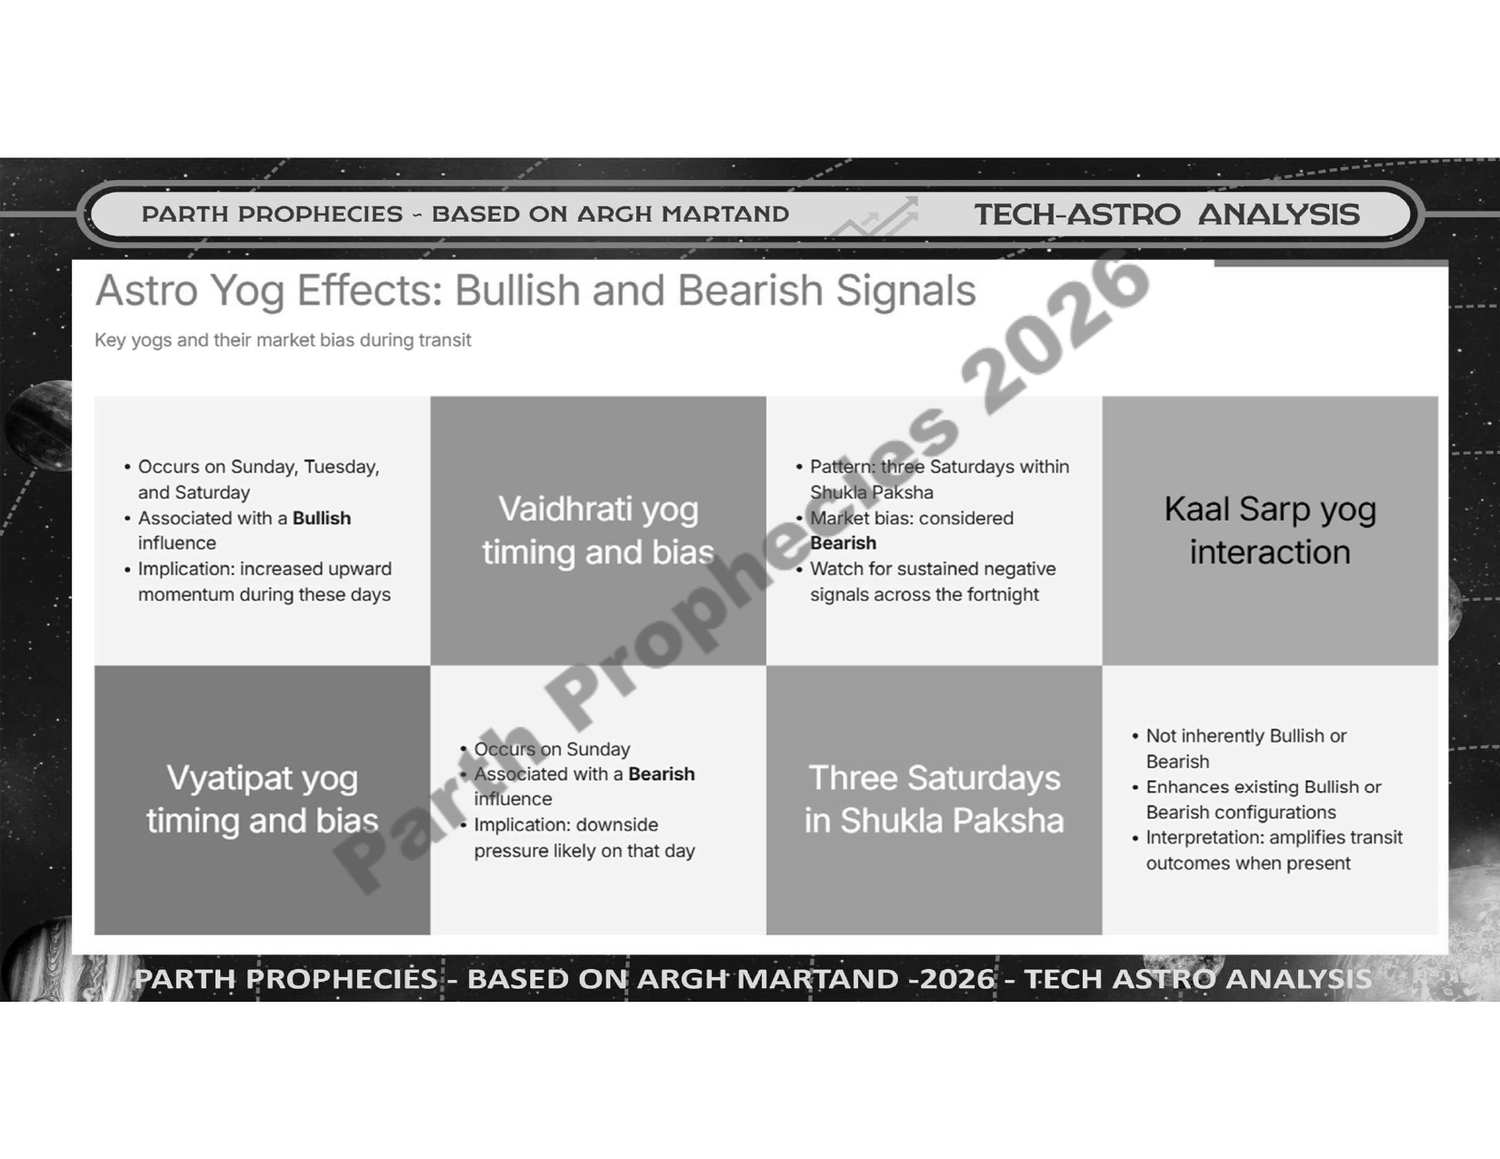 PARTH PROPHECIES ~ BASED ON ARGH MARTAND
TECH-ASTRO ANALYSIS
Astro Yog Effects: Bullish and Bearish Signals
Key yogs and their market bias during transit
• Occurs on Sunday, Tuesday,
and Saturday
• Associated with a Bullish
influence
• Implication: increased upward
momentum during these days
Vaidhrati yog
timing and bias
• Pattern: three Saturdays within
Shukla Paksha
• Market bias: considered
Bearish
• Watch for sustained negative
signals across the fortnight
Kaal Sarp yog
interaction
Vyatipat yog
timing and bias
• Occurs on Sunday
• Associated with a Bearish
influence
• Implication: downside
pressure likely on that day
Three Saturdays
in Shukla Paksha
• Not inherently Bullish or
Bearish
• Enhances existing Bullish or
Bearish configurations
• Interpretation: amplifies transit
outcomes when present
Parth Prophecies 2026
PARTH PROPHECIES - BASED ON ARGH MARTAND -2026 - TECH ASTRO ANALYSIS